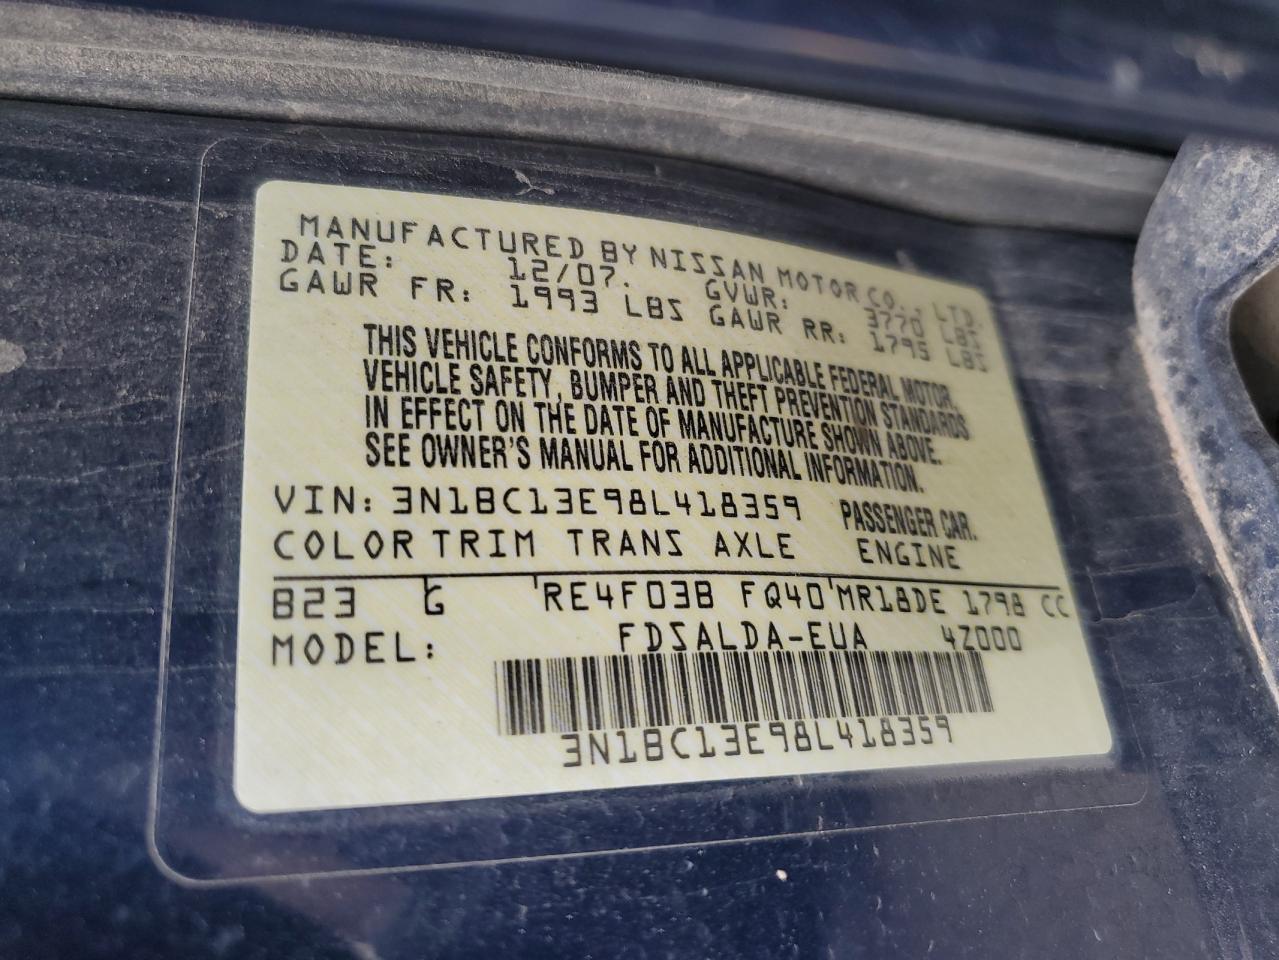 MANUFACTURED BY NISSAN MOTOR CO., LTD.
DATE: 12/07. GVWR: 3770 LBS
GAWR FR: 1993 LBS GAWR RR: 1795 LBS
THIS VEHICLE CONFORMS TO ALL APPLICABLE FEDERAL MOTOR
VEHICLE SAFETY, BUMPER AND THEFT PREVENTION STANDARDS
IN EFFECT ON THE DATE OF MANUFACTURE SHOWN ABOVE.
SEE OWNER'S MANUAL FOR ADDITIONAL INFORMATION.
VIN: 3N1BC13E98L418359 PASSENGER CAR.
COLOR TRIM TRANS AXLE ENGINE
B23 G RE4F03B FQ40 MR18DE 1798 CC
MODEL: FDSALDA-EUA 4Z000
3N1BC13E98L418359